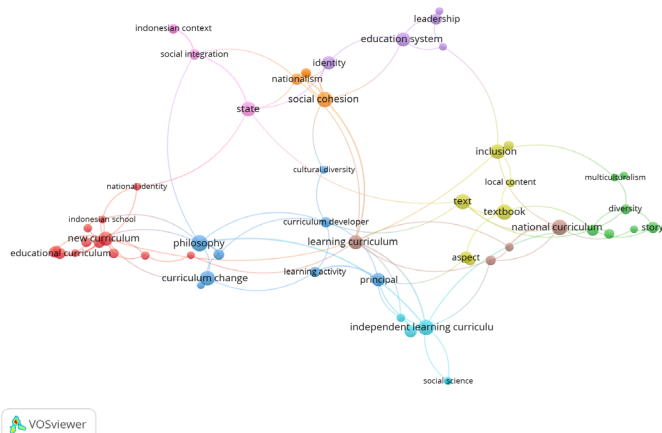 leadership
indonesian context
education system
social integration
identity
nationalism
social cohesion
state
inclusion
cultural diversity
multiculturalism
local content
national identity
text
textbook
diversity
indonesian school
curriculum developer
national curriculum
story
new curriculum
philosophy
learning curriculum
educational curriculum
aspect
learning activity
curriculum change
principal
independent learning curriculu
social science
VOSviewer